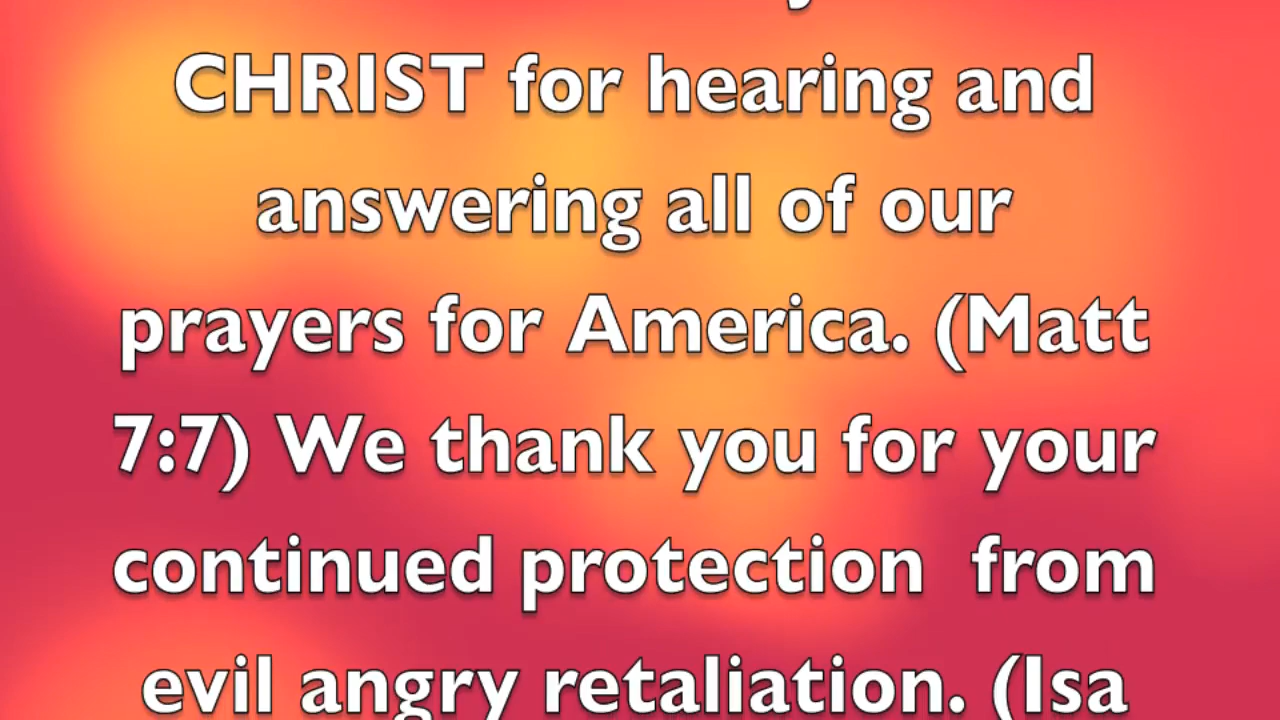 CHRIST for hearing and
answering all of our
prayers for America. (Matt
7:7) We thank you for your
continued protection  from
evil angry retaliation. (Isa